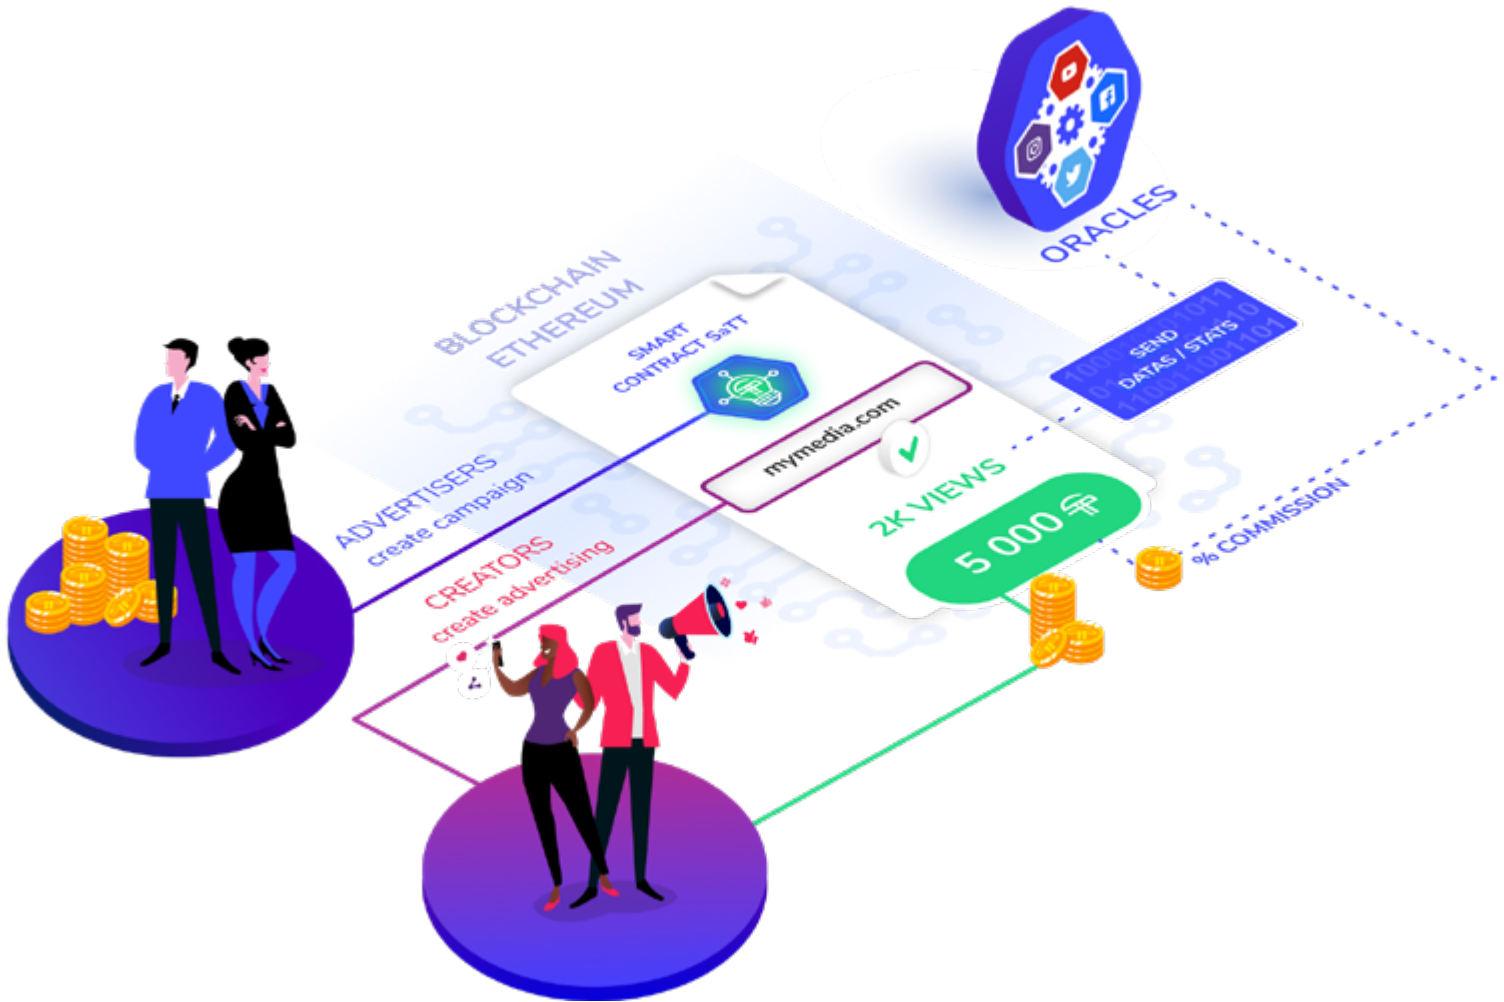 ORACLES
BLOCKCHAIN
ETHEREUM
SMART
CONTRACT SaTT
SEND
DATAS / STATS
mymedia.com
ADVERTISERS
create campaign
2K VIEWS
5 000
% COMMISSION
CREATORS
create advertising